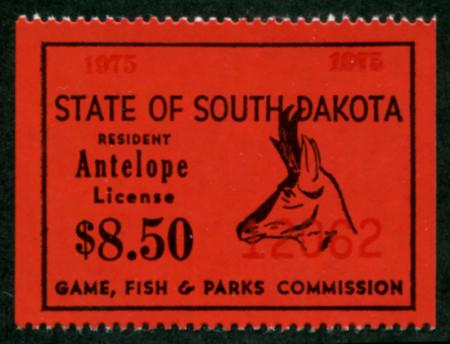 1975 1975
STATE OF SOUTH DAKOTA
RESIDENT
Antelope
License
$8.50
12062
GAME, FISH & PARKS COMMISSION